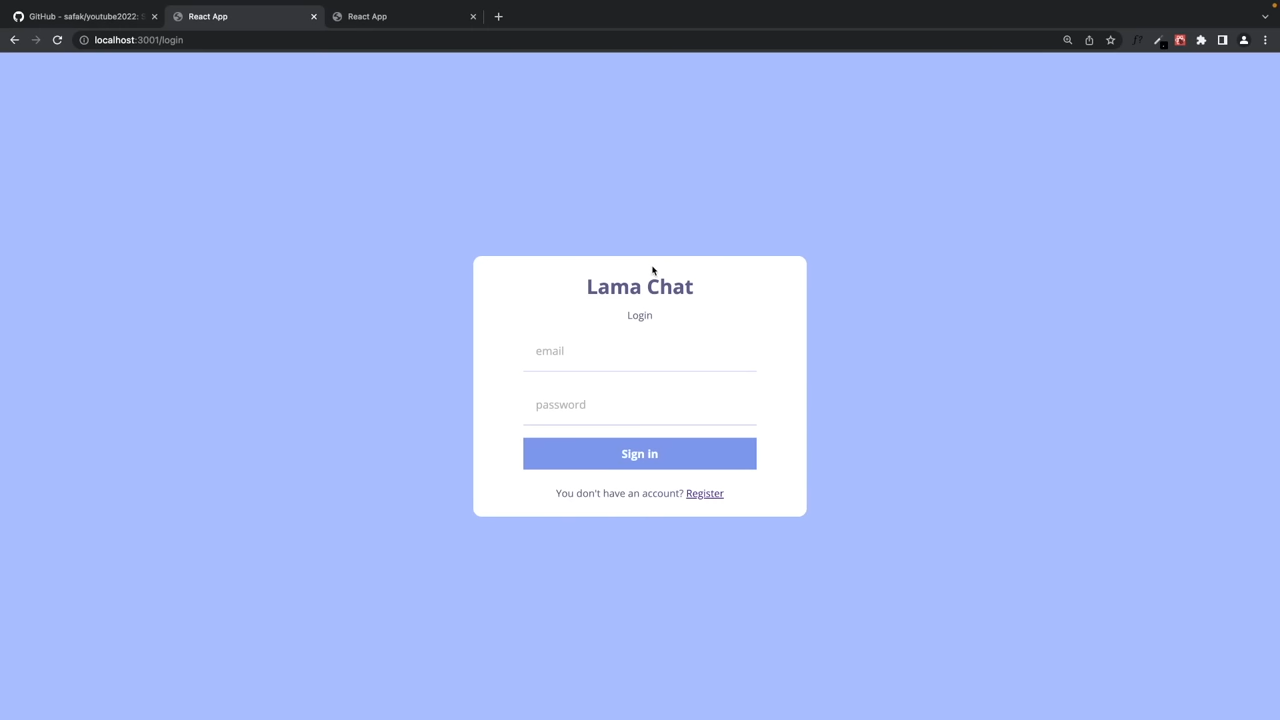 GitHub - safak/youtube2022:
React App
React App
localhost:3001/login
f?
Lama Chat
Login
email
password
Sign in
You don't have an account? Register